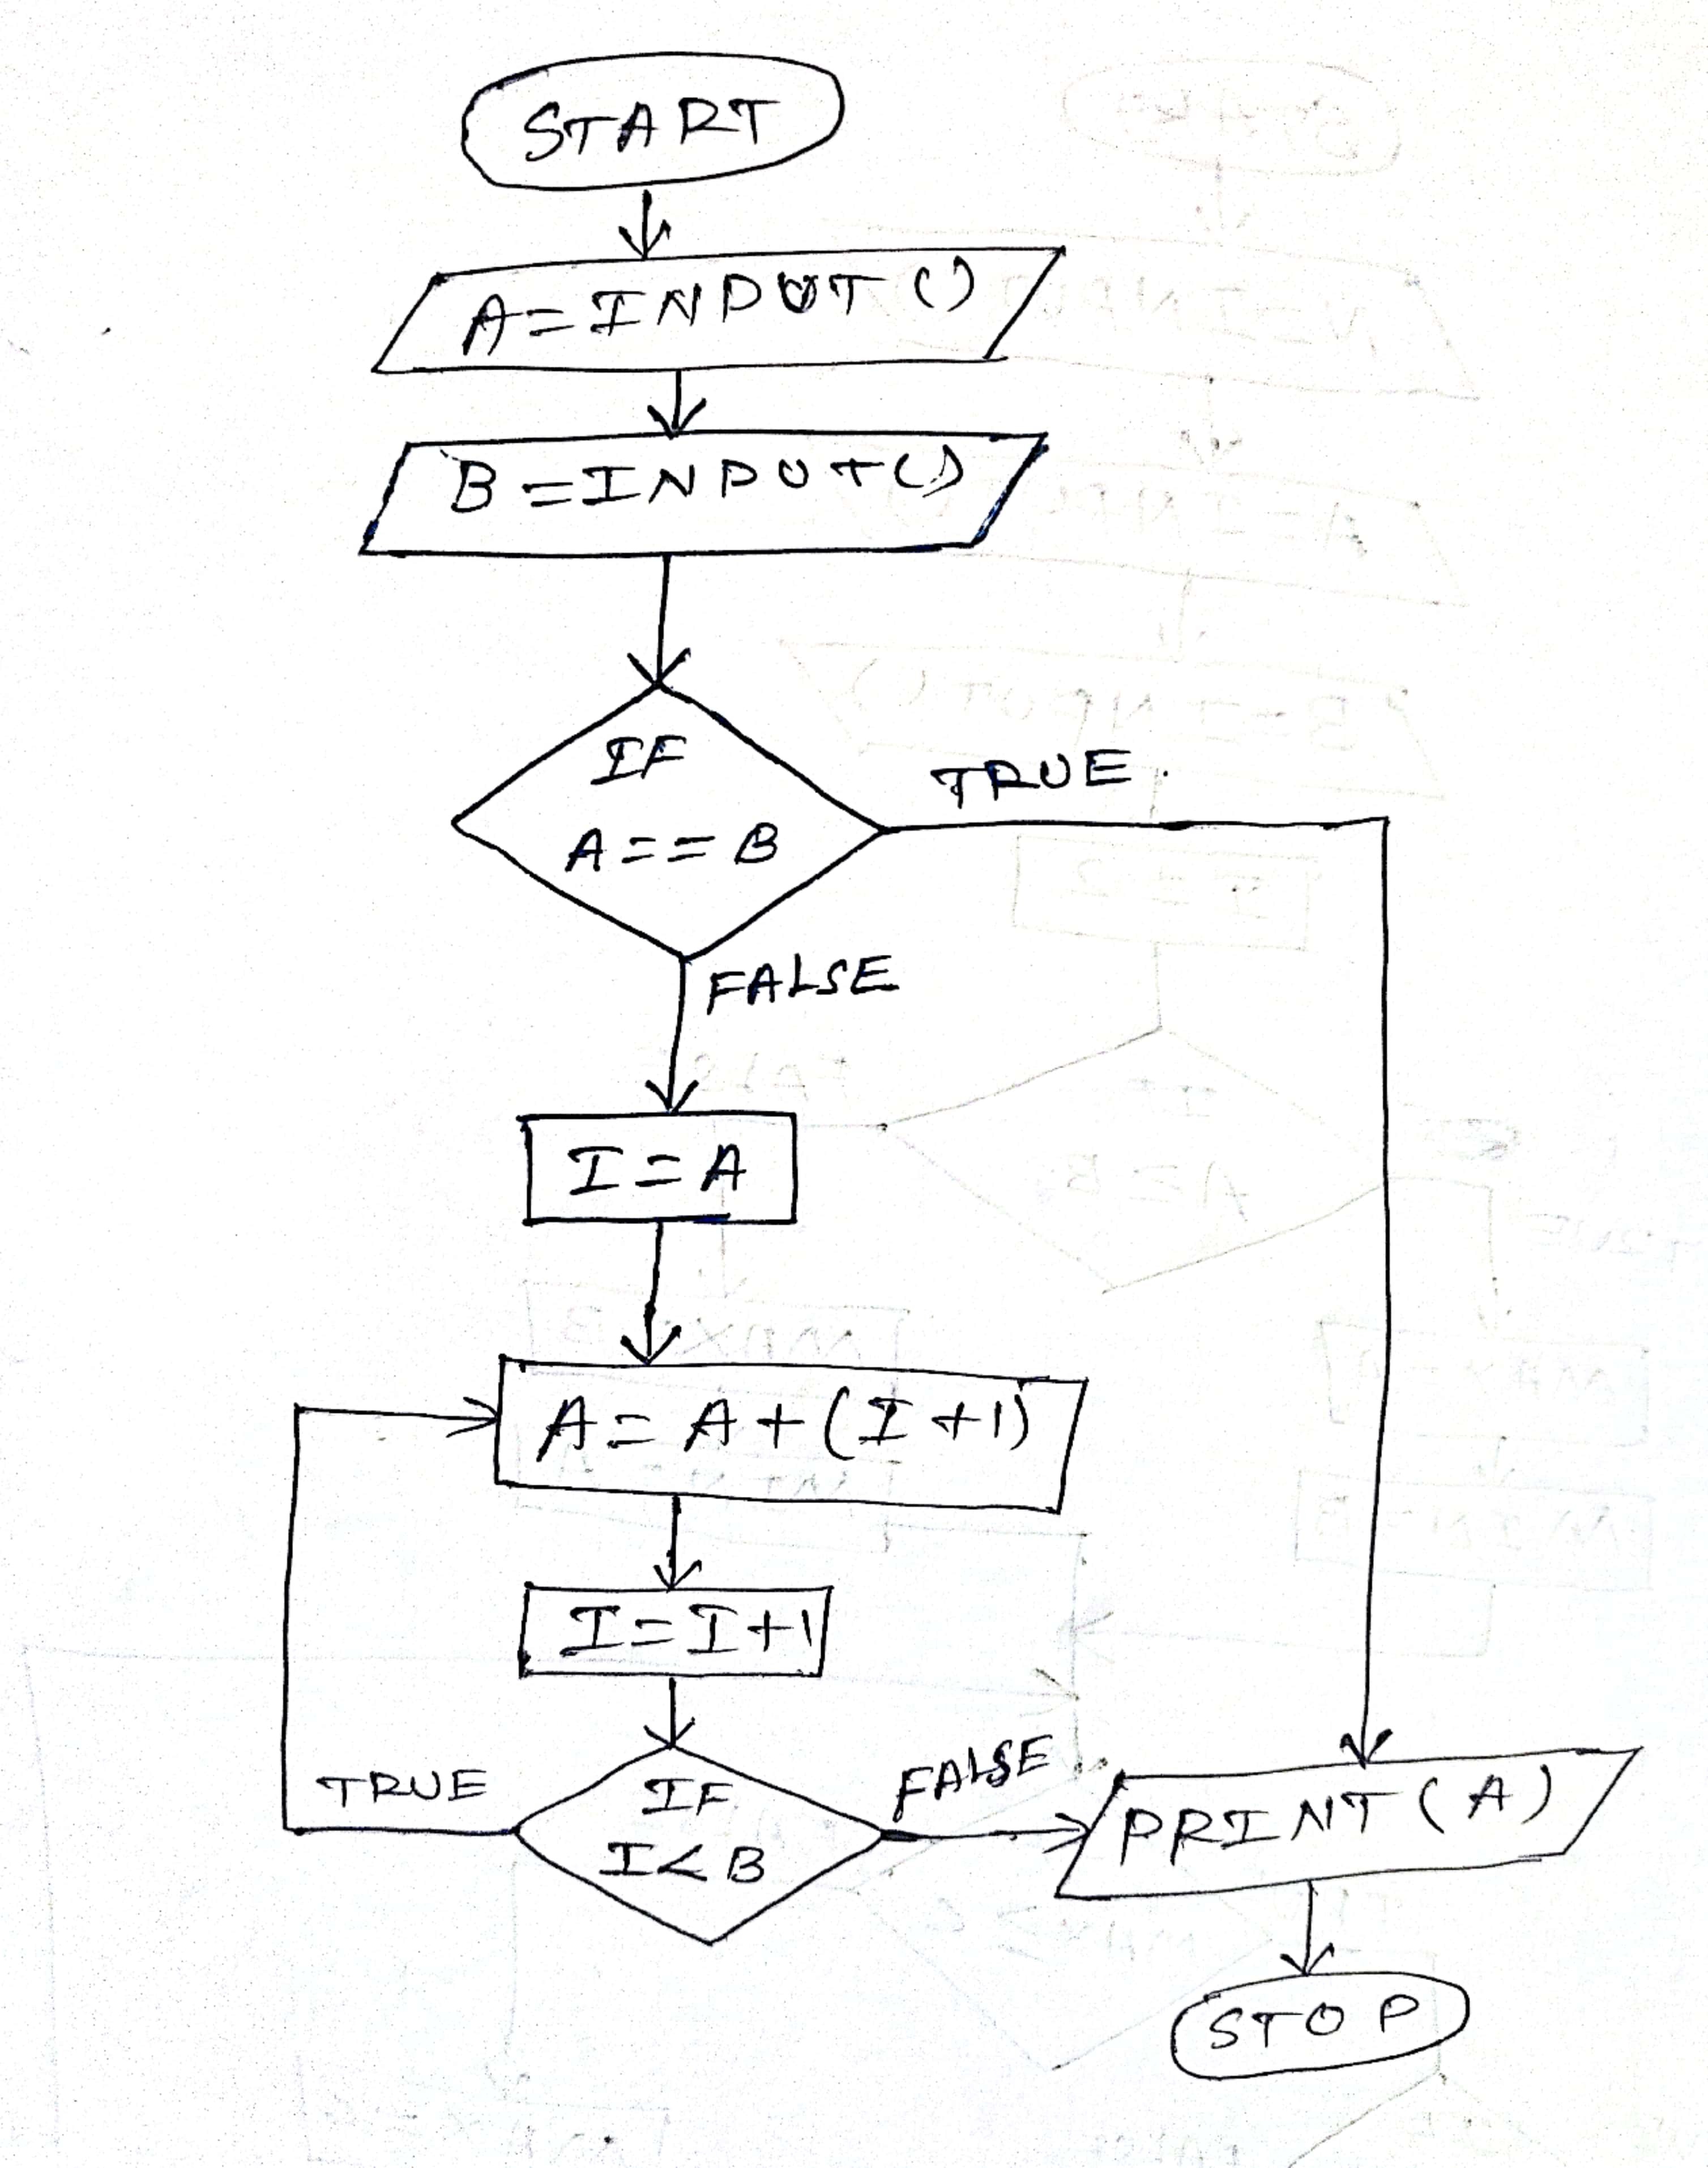 START
A=INPUT()
B=INPUT()
IF
A==B
TRUE
FALSE
I=A
A=A+(I+1)
I=I+1
IF
I<B
TRUE
FALSE
PRINT(A)
STOP